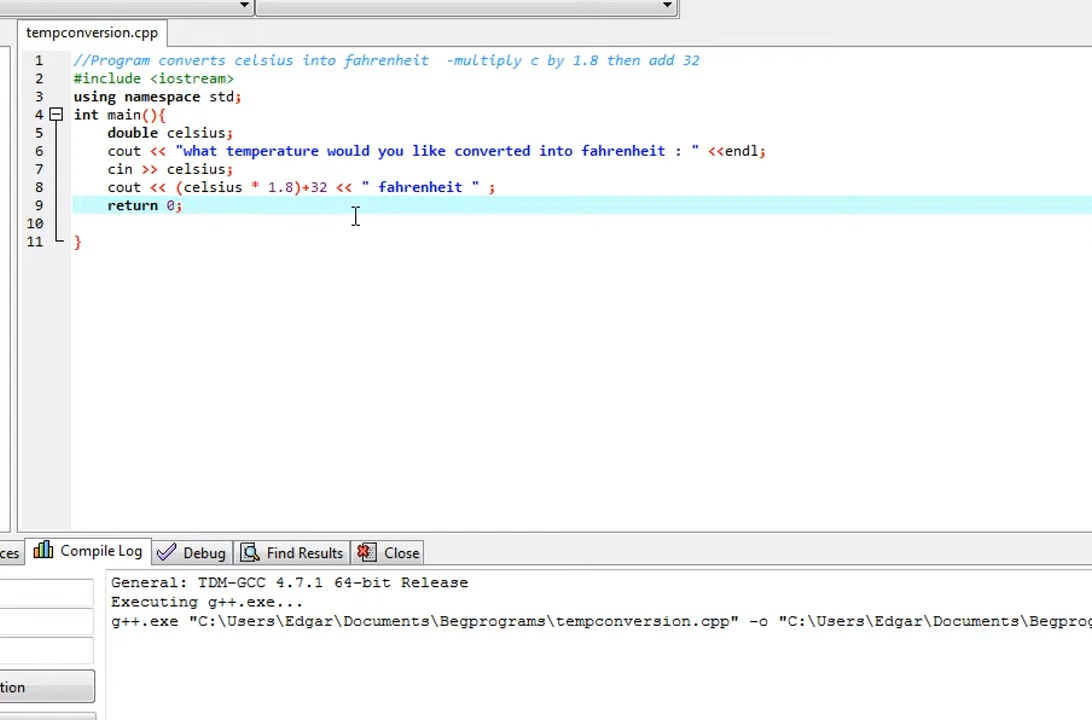 tempconversion.cpp
1 //Program converts celsius into fahrenheit -multiply c by 1.8 then add 32
2 #include <iostream>
3 using namespace std;
4 int main(){
5 double celsius;
6 cout << "what temperature would you like converted into fahrenheit : " <<endl;
7 cin >> celsius;
8 cout << (celsius * 1.8)+32 << " fahrenheit " ;
9 return 0;
10
11 }
ces Compile Log Debug Find Results Close
General: TDM-GCC 4.7.1 64-bit Release
Executing g++.exe...
g++.exe "C:\Users\Edgar\Documents\Begprograms\tempconversion.cpp" -o "C:\Users\Edgar\Documents\Begprog
tion